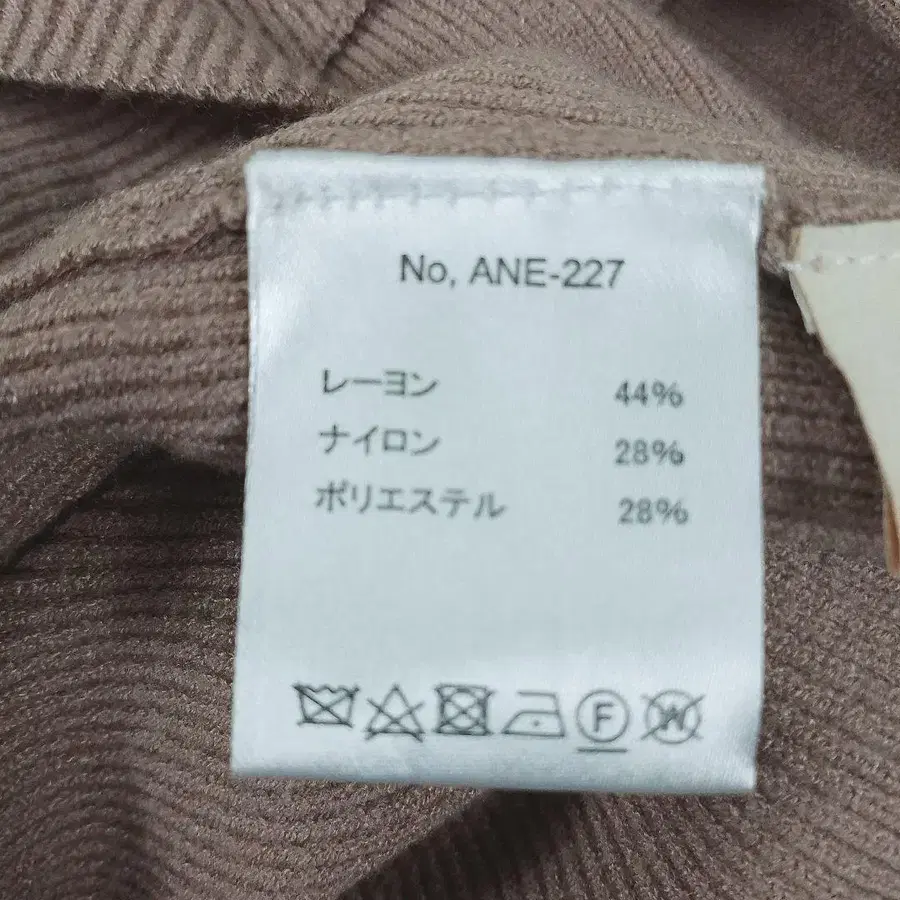 No, ANE-227
レーヨン 44%
ナイロン 28%
ポリエステル 28%
F W